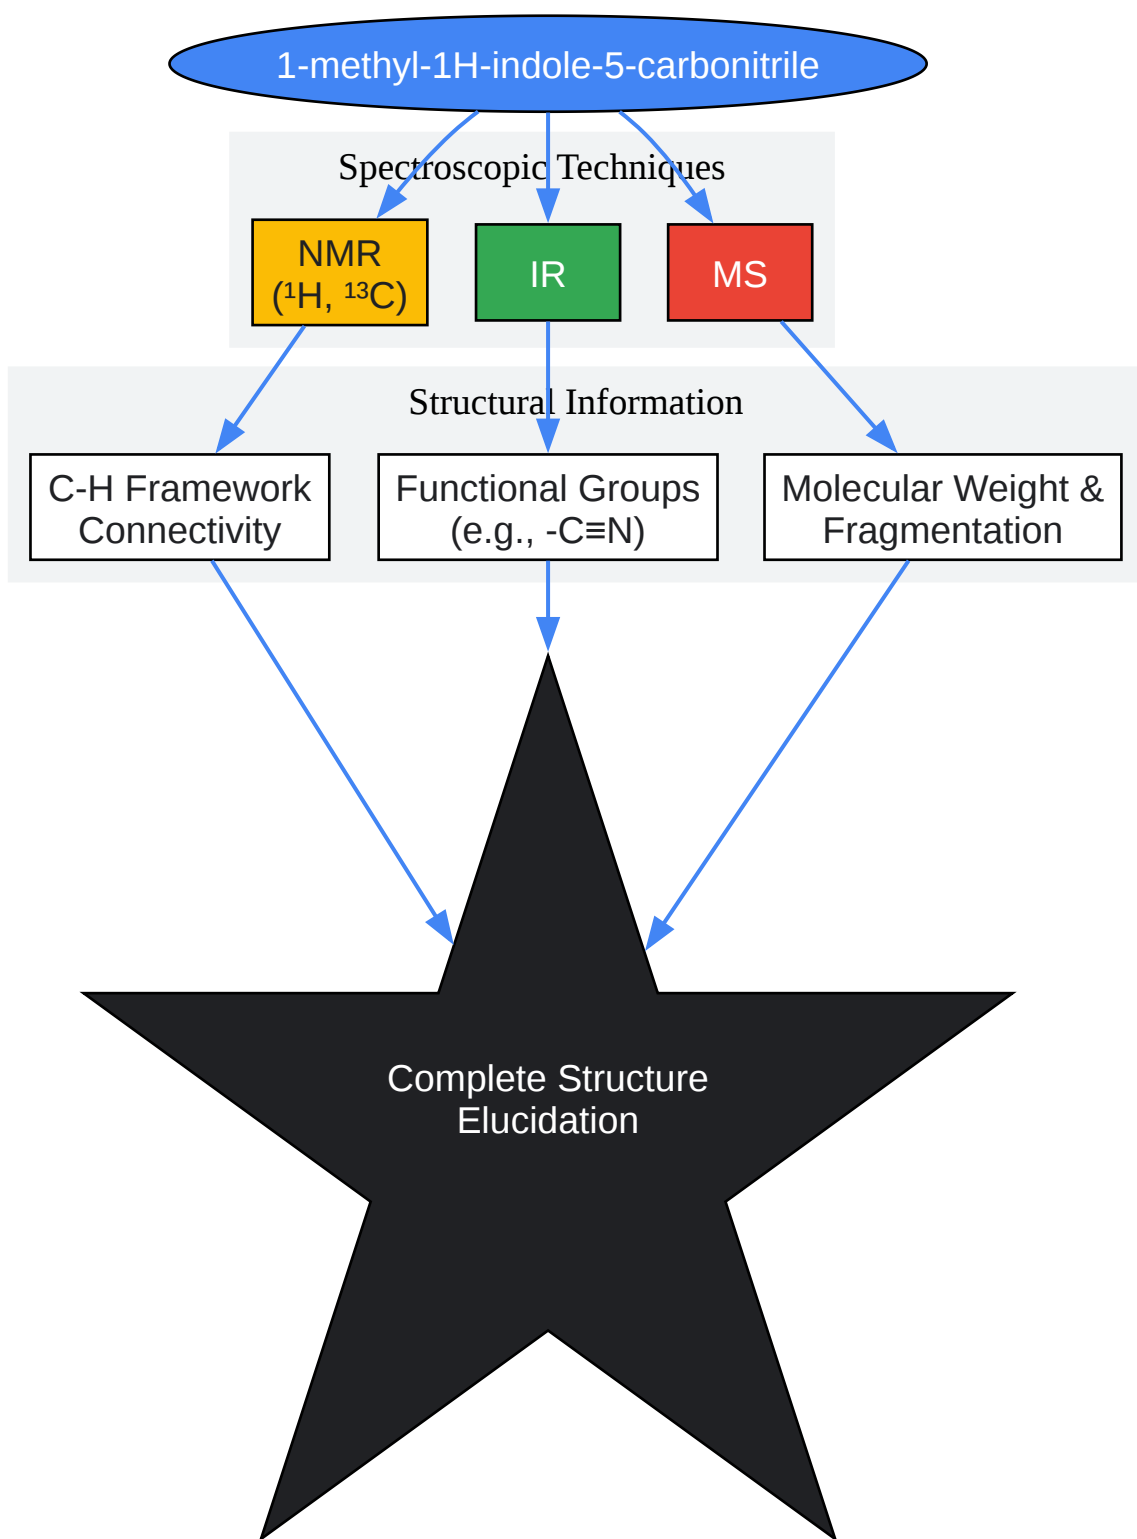 1-methyl-1H-indole-5-carbonitrile
Spectroscopic Techniques
NMR
(¹H, ¹³C)
IR
MS
Structural Information
C-H Framework
Connectivity
Functional Groups
(e.g., -C≡N)
Molecular Weight &
Fragmentation
Complete Structure
Elucidation